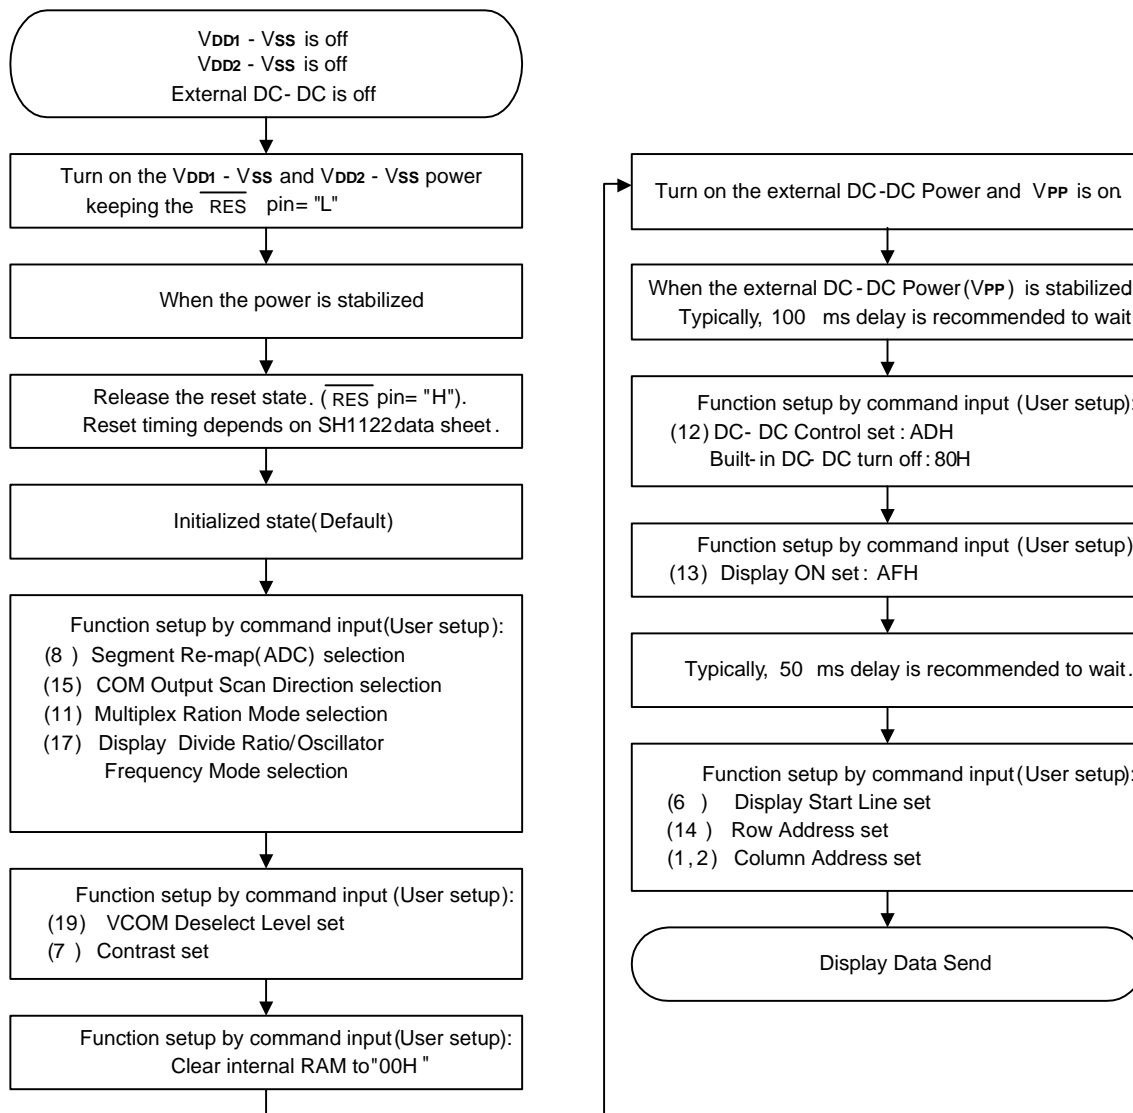 VDD1 - VSS is off
VDD2 - VSS is off
External DC- DC is off
Turn on the VDD1 - VSS and VDD2 - VSS power
keeping the RES pin= "L"
When the power is stabilized
Release the reset state. (RES pin= "H").
Reset timing depends on SH1122 data sheet.
Initialized state(Default)
Function setup by command input(User setup):
(8 ) Segment Re-map(ADC) selection
(15) COM Output Scan Direction selection
(11) Multiplex Ration Mode selection
(17) Display Divide Ratio/Oscillator
Frequency Mode selection
Function setup by command input (User setup):
(19) VCOM Deselect Level set
(7 ) Contrast set
Function setup by command input(User setup):
Clear internal RAM to"00H "
Turn on the external DC-DC Power and VPP is on.
When the external DC-DC Power(VPP) is stabilized
Typically, 100 ms delay is recommended to wait
Function setup by command input (User setup):
(12) DC- DC Control set : ADH
Built-in DC- DC turn off : 80H
Function setup by command input (User setup)
(13) Display ON set : AFH
Typically, 50 ms delay is recommended to wait.
Function setup by command input(User setup):
(6 ) Display Start Line set
(14 ) Row Address set
(1,2) Column Address set
Display Data Send